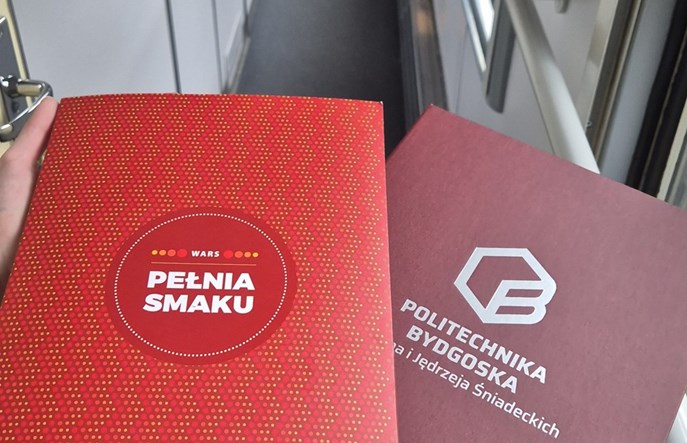 WARS
PEŁNIA
SMAKU
POLITECHNIKA
BYDGOSKA
i Jędrzeja Śniadeckich